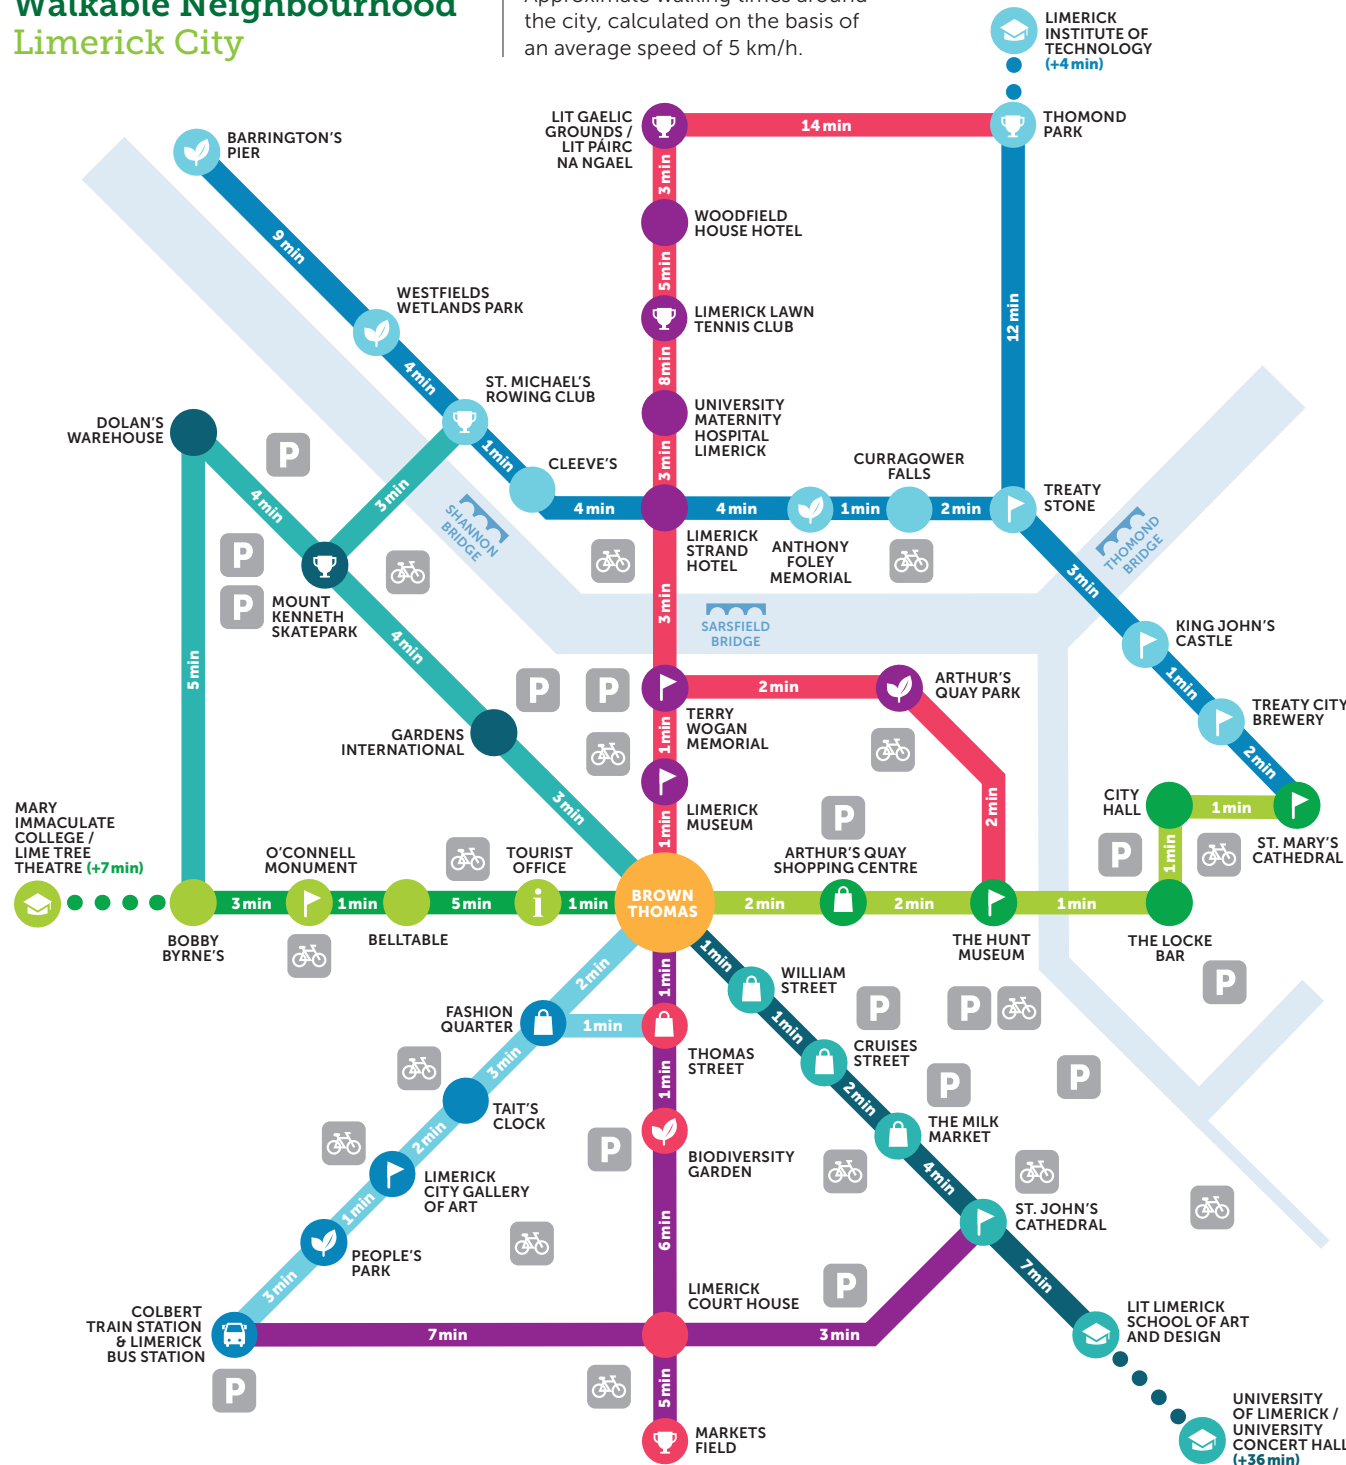 Walkable Neighbourhood
Limerick City
Approximate walking times around
the city, calculated on the basis of
an average speed of 5 km/h.
LIMERICK
INSTITUTE OF
TECHNOLOGY
(+4 min)
LIT GAELIC
GROUNDS /
LIT PÁIRC
NA NGAEL
14 min
THOMOND
PARK
BARRINGTON'S
PIER
3 min
WOODFIELD
HOUSE HOTEL
9 min
5 min
WESTFIELDS
WETLANDS PARK
LIMERICK LAWN
TENNIS CLUB
12 min
4 min
8 min
ST. MICHAEL'S
ROWING CLUB
UNIVERSITY
MATERNITY
HOSPITAL
LIMERICK
DOLAN'S
WAREHOUSE
P
1 min
CLEEVE'S
3 min
CURRAGOWER
FALLS
4 min
3 min
4 min
4 min
1 min
2 min
TREATY
STONE
SHANNON
BRIDGE
LIMERICK
STRAND
HOTEL
ANTHONY
FOLEY
MEMORIAL
THOMOND
BRIDGE
P
P
MOUNT
KENNETH
SKATEPARK
3 min
SARSFIELD
BRIDGE
3 min
KING JOHN'S
CASTLE
4 min
5 min
P
P
2 min
ARTHUR'S
QUAY PARK
1 min
TERRY
WOGAN
MEMORIAL
1 min
TREATY CITY
BREWERY
GARDENS
INTERNATIONAL
2 min
3 min
LIMERICK
MUSEUM
2 min
CITY
HALL
1 min
MARY
IMMACULATE
COLLEGE /
LIME TREE
THEATRE (+7 min)
O'CONNELL
MONUMENT
TOURIST
OFFICE
1 min
P
ARTHUR'S QUAY
SHOPPING CENTRE
P
1 min
ST. MARY'S
CATHEDRAL
3 min
1 min
5 min
i
1 min
BROWN
THOMAS
2 min
2 min
1 min
BOBBY
BYRNE'S
BELLTABLE
THE HUNT
MUSEUM
THE LOCKE
BAR
2 min
1 min
1 min
WILLIAM
STREET
P
FASHION
QUARTER
1 min
P
P
1 min
THOMAS
STREET
CRUISES
STREET
3 min
1 min
2 min
P
P
TAIT'S
CLOCK
THE MILK
MARKET
2 min
P
BIODIVERSITY
GARDEN
4 min
LIMERICK
CITY GALLERY
OF ART
1 min
6 min
ST. JOHN'S
CATHEDRAL
PEOPLE'S
PARK
3 min
P
7 min
LIMERICK
COURT HOUSE
COLBERT
TRAIN STATION
& LIMERICK
BUS STATION
7 min
3 min
LIT LIMERICK
SCHOOL OF ART
AND DESIGN
P
5 min
MARKETS
FIELD
UNIVERSITY
OF LIMERICK /
UNIVERSITY
CONCERT HALL
(+36 min)